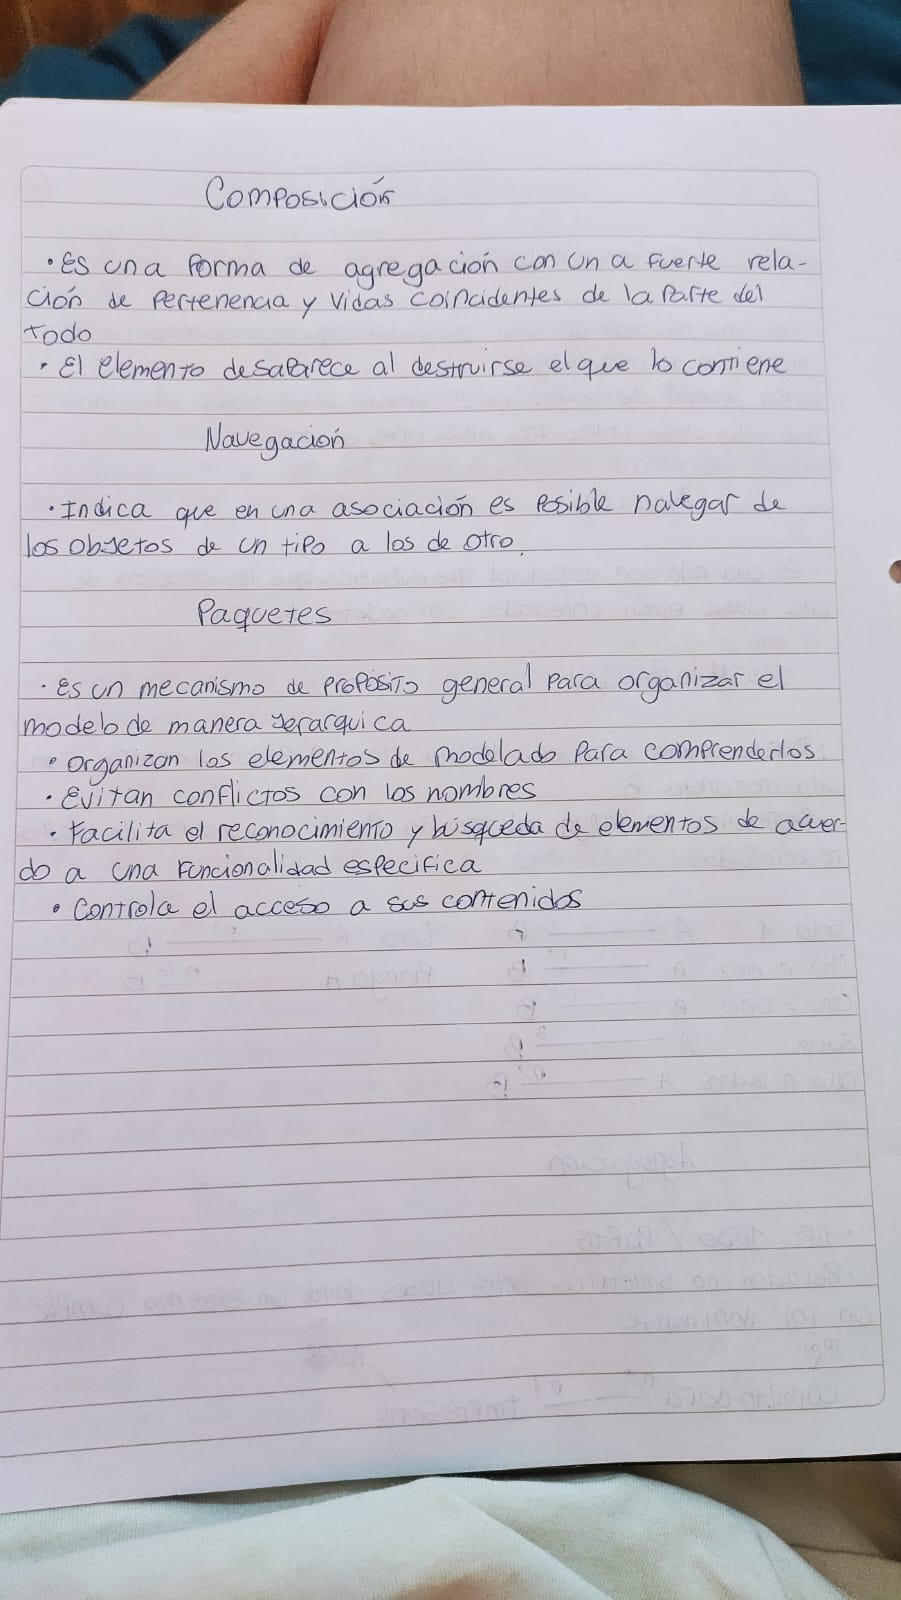 Composición
• Es una forma de agregación con una fuerte rela-
ción de Pertenencia y Vidas coincidentes de la Parte del
todo
• El elemento desaparece al destruirse el que lo contiene
Navegación
• Indica que en una asociación es Posible navegar de
los objetos de un tipo a los de otro.
Paquetes
• Es un mecanismo de Propósito general Para organizar el
modelo de manera jerarquica
• Organizan los elementos de modelado Para comprenderlos
• Evitan conflictos con los nombres
• Facilita el reconocimiento y búsqueda de elementos de acuer-
do a una Funcionalidad especifica
• Controla el acceso a sus contenidos